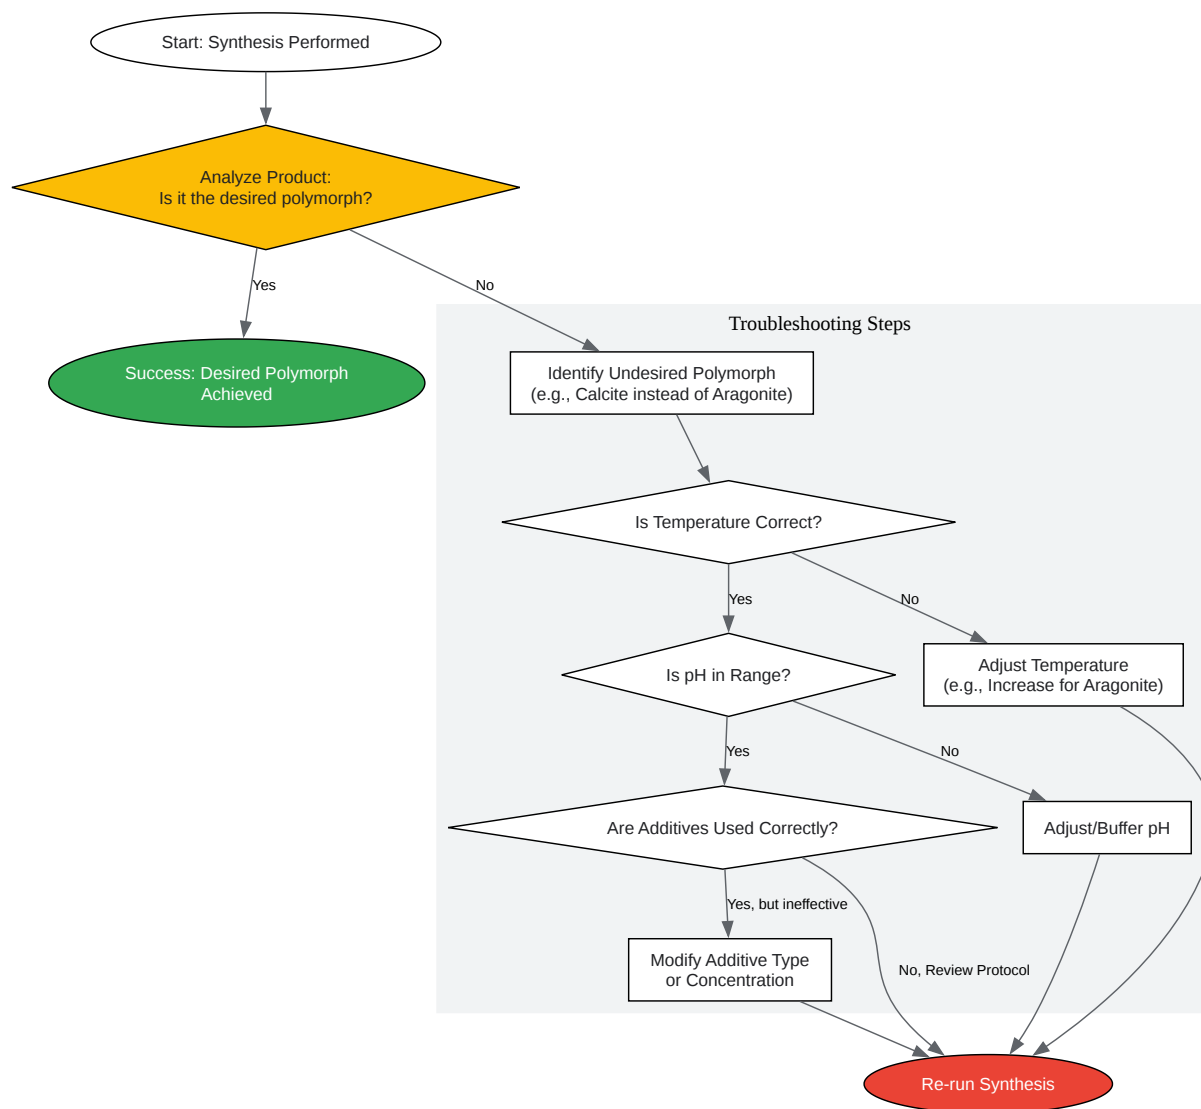 Start: Synthesis Performed
Analyze Product:
Is it the desired polymorph?
Yes
No
Troubleshooting Steps
Success: Desired Polymorph
Achieved
Identify Undesired Polymorph
(e.g., Calcite instead of Aragonite)
Is Temperature Correct?
Yes
No
Is pH in Range?
Adjust Temperature
(e.g., Increase for Aragonite)
Yes
No
Are Additives Used Correctly?
Adjust/Buffer pH
Yes, but ineffective
Modify Additive Type
or Concentration
No, Review Protocol
Re-run Synthesis